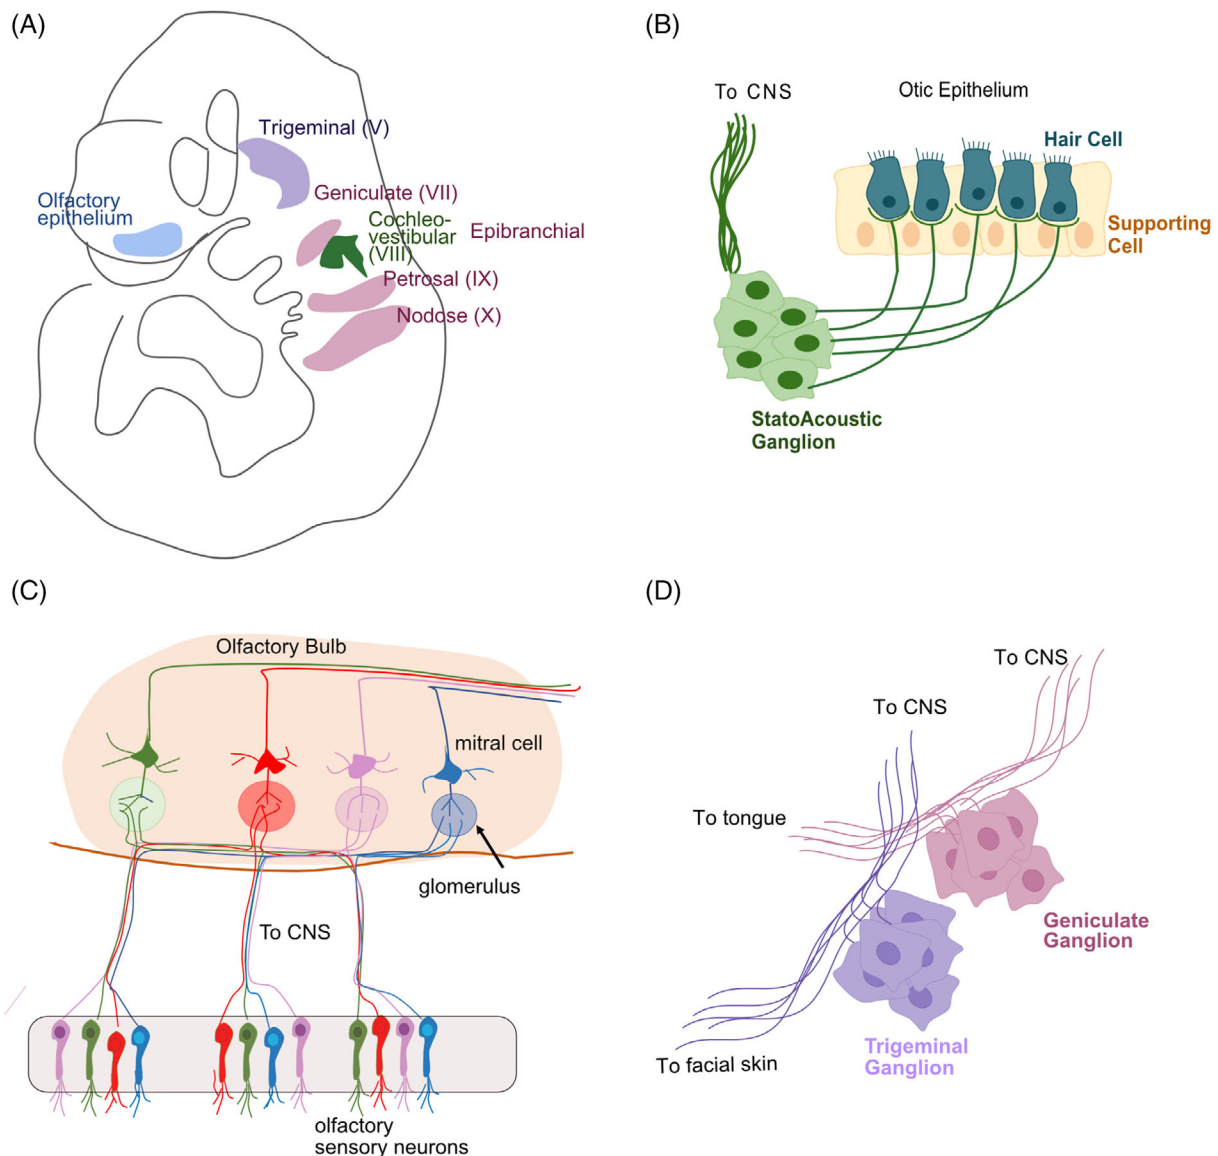 (A)
Trigeminal (V)
Geniculate (VII)
Olfactory
epithelium
Cochleo-
vestibular
(VIII)
Epibranchial
Petrosal (IX)
Nodose (X)
(B)
To CNS
Otic Epithelium
Hair Cell
Supporting
Cell
StatoAcoustic
Ganglion
(C)
Olfactory Bulb
mitral cell
glomerulus
To CNS
olfactory
sensory neurons
(D)
To CNS
To CNS
To tongue
Geniculate
Ganglion
Trigeminal
Ganglion
To facial skin